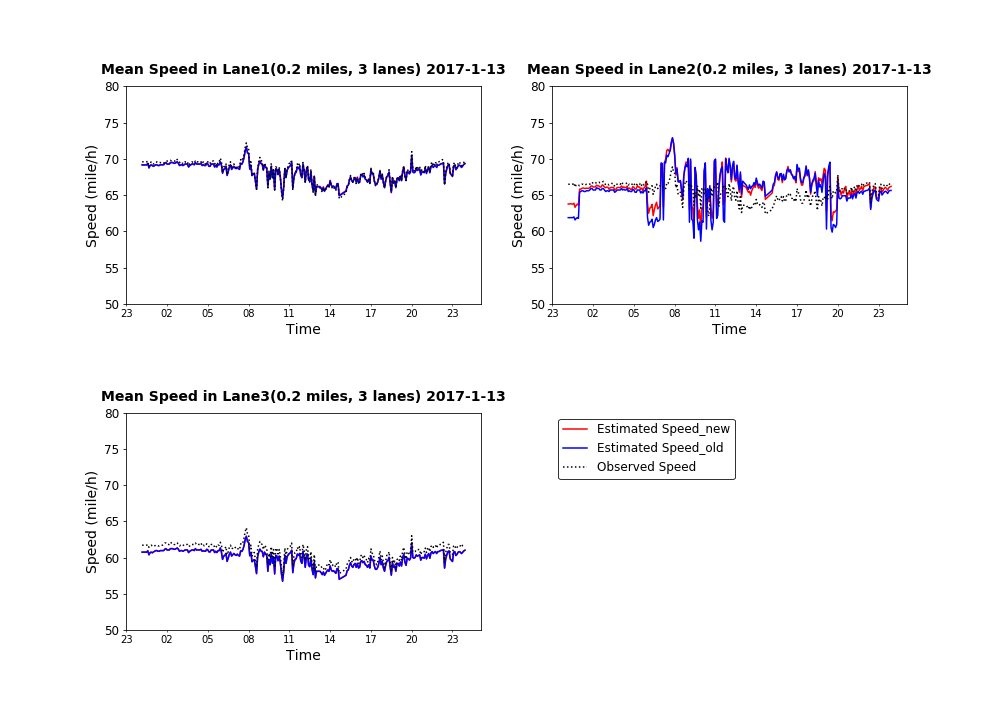 Mean Speed in Lane1(0.2 miles, 3 lanes) 2017-1-13
80
75
70
65
60
55
50
Speed (mile/h)
23 02 05 08 11 14 17 20 23
Time
Mean Speed in Lane2(0.2 miles, 3 lanes) 2017-1-13
80
75
70
65
60
55
50
Speed (mile/h)
23 02 05 08 11 14 17 20 23
Time
Mean Speed in Lane3(0.2 miles, 3 lanes) 2017-1-13
80
75
70
65
60
55
50
Speed (mile/h)
23 02 05 08 11 14 17 20 23
Time
Estimated Speed_new
Estimated Speed_old
Observed Speed